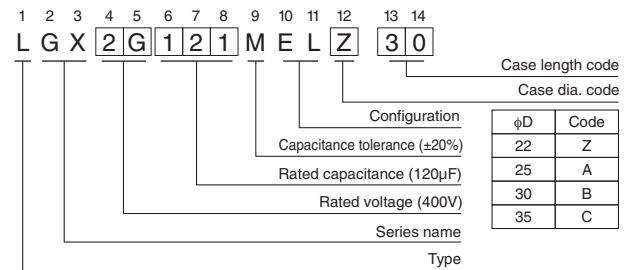 1 2 3 4 5 6 7 8 9 10 11 12 13 14
L G X 2 G 1 2 1 M E L Z 3 0
Case length code
Case dia. code
Configuration
Capacitance tolerance (±20%)
Rated capacitance (120µF)
Rated voltage (400V)
Series name
Type
ϕD Code
22 Z
25 A
30 B
35 C